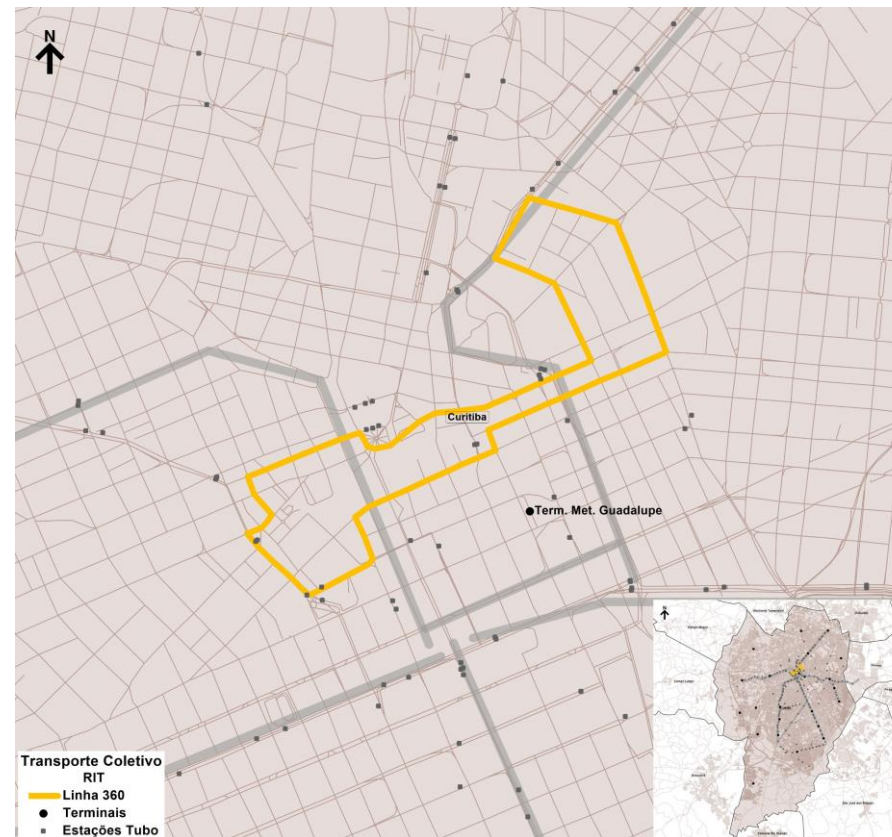 N
Curitiba
Term. Met. Guadalupe
Transporte Coletivo
RIT
Linha 360
Terminais
Estações Tubo
N